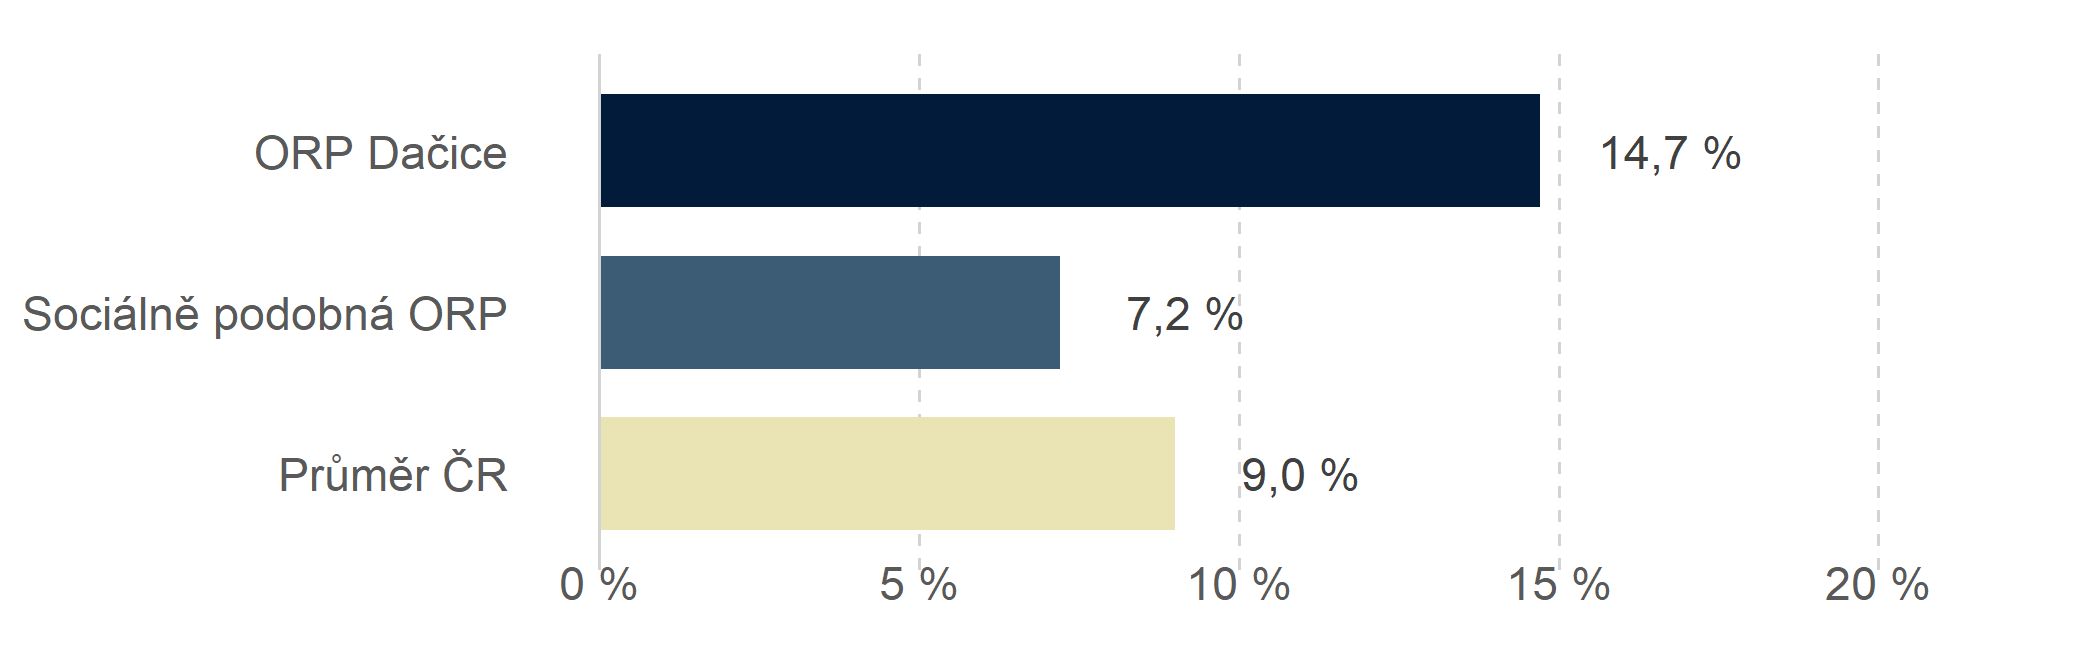 ORP Dačice
14,7 %
Sociálně podobná ORP
7,2 %
Průměr ČR
9,0 %
0 %
5 %
10 %
15 %
20 %